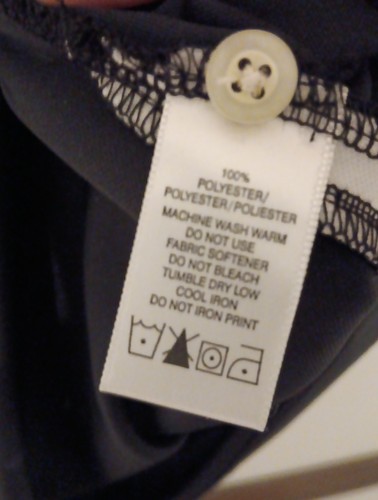 100%
POLYESTER/
POLYESTER/POLIESTER
MACHINE WASH WARM
DO NOT USE
FABRIC SOFTENER
DO NOT BLEACH
TUMBLE DRY LOW
COOL IRON
DO NOT IRON PRINT